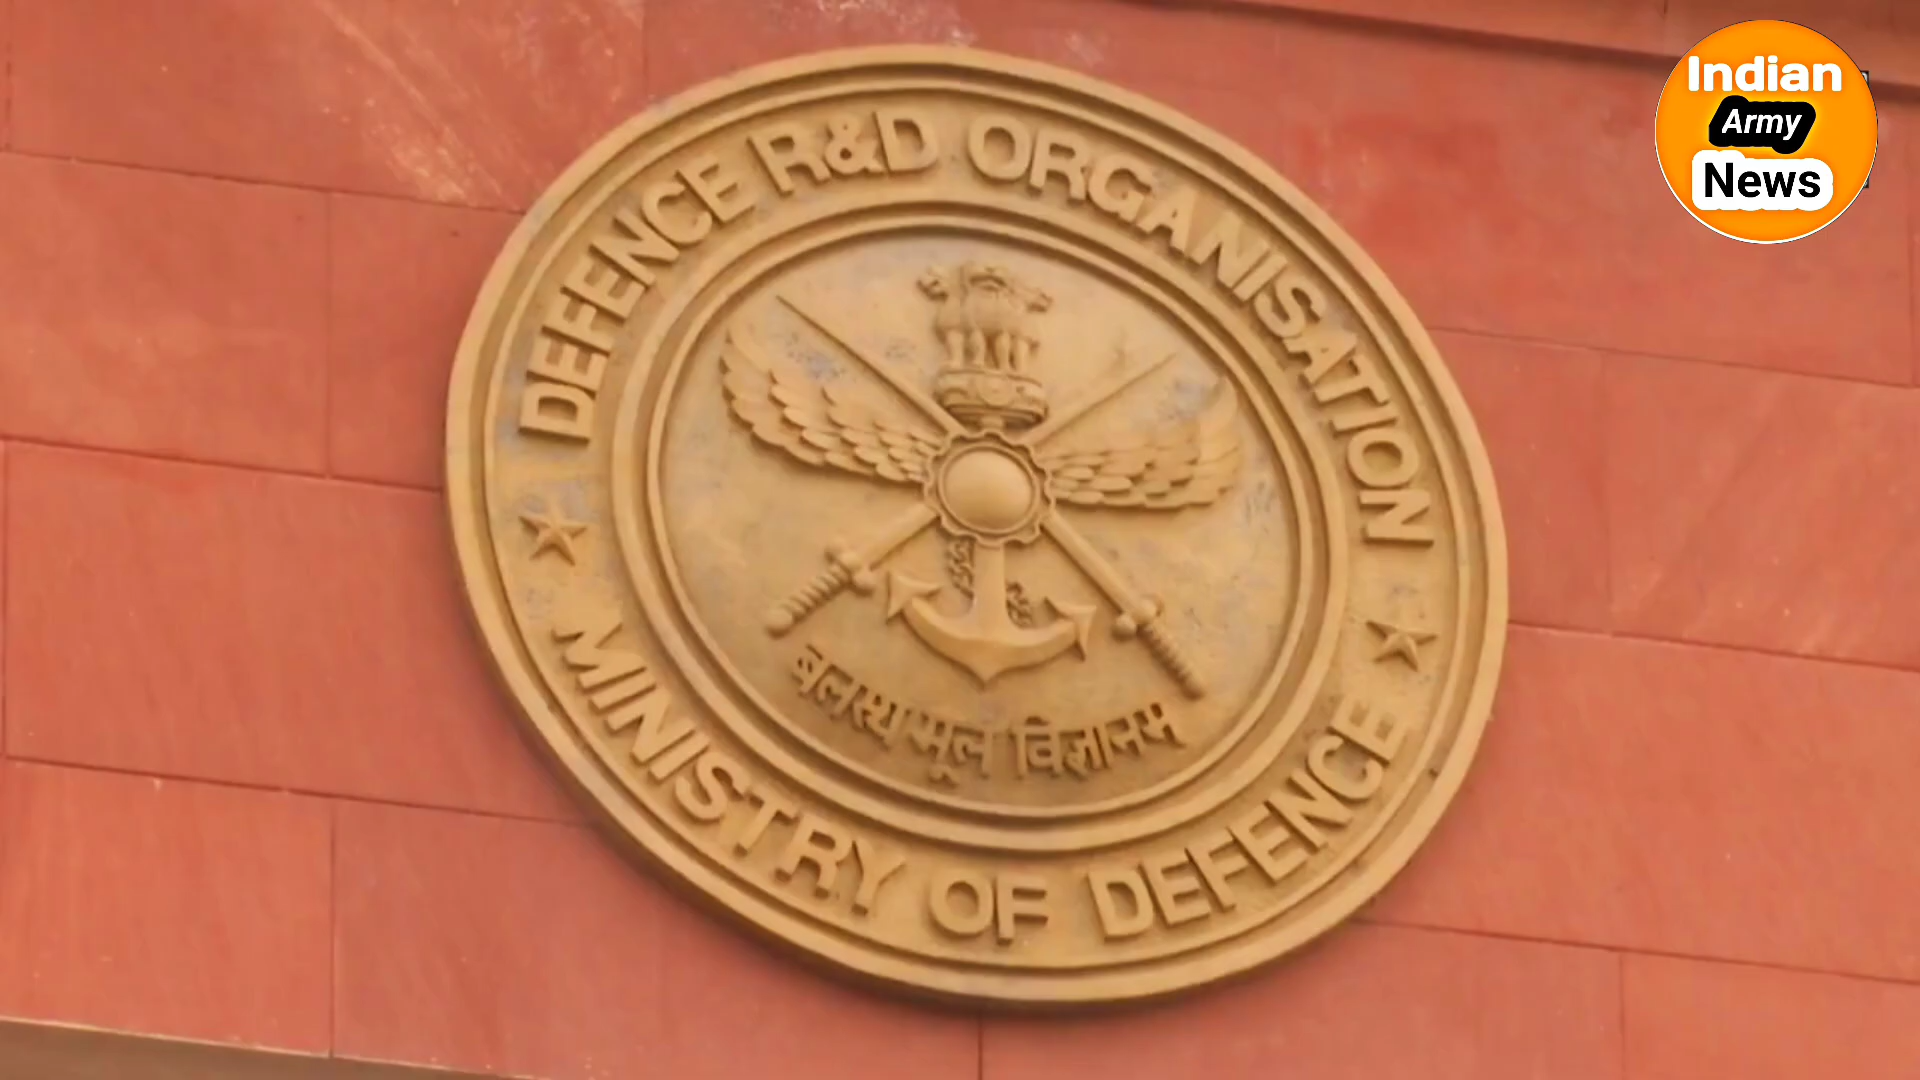 Indian
Army
News
DEFENCE R&D ORGANISATION
बलस्य मूलं विज्ञानम्
MINISTRY OF DEFENCE